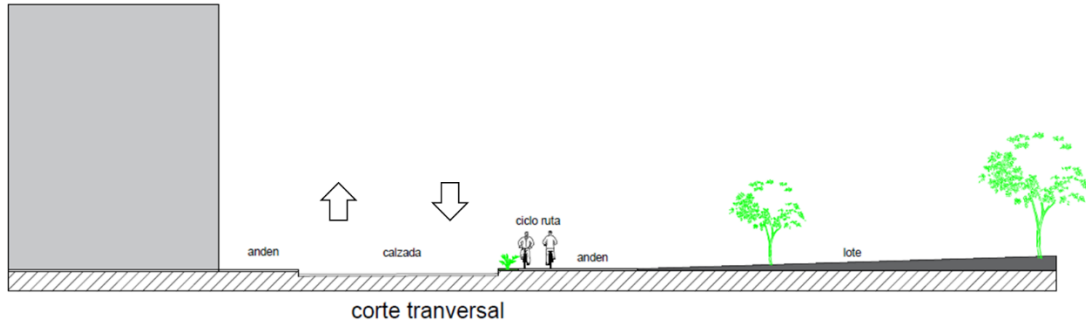 ciclo ruta
anden
calzada
anden
lote
corte tranversal